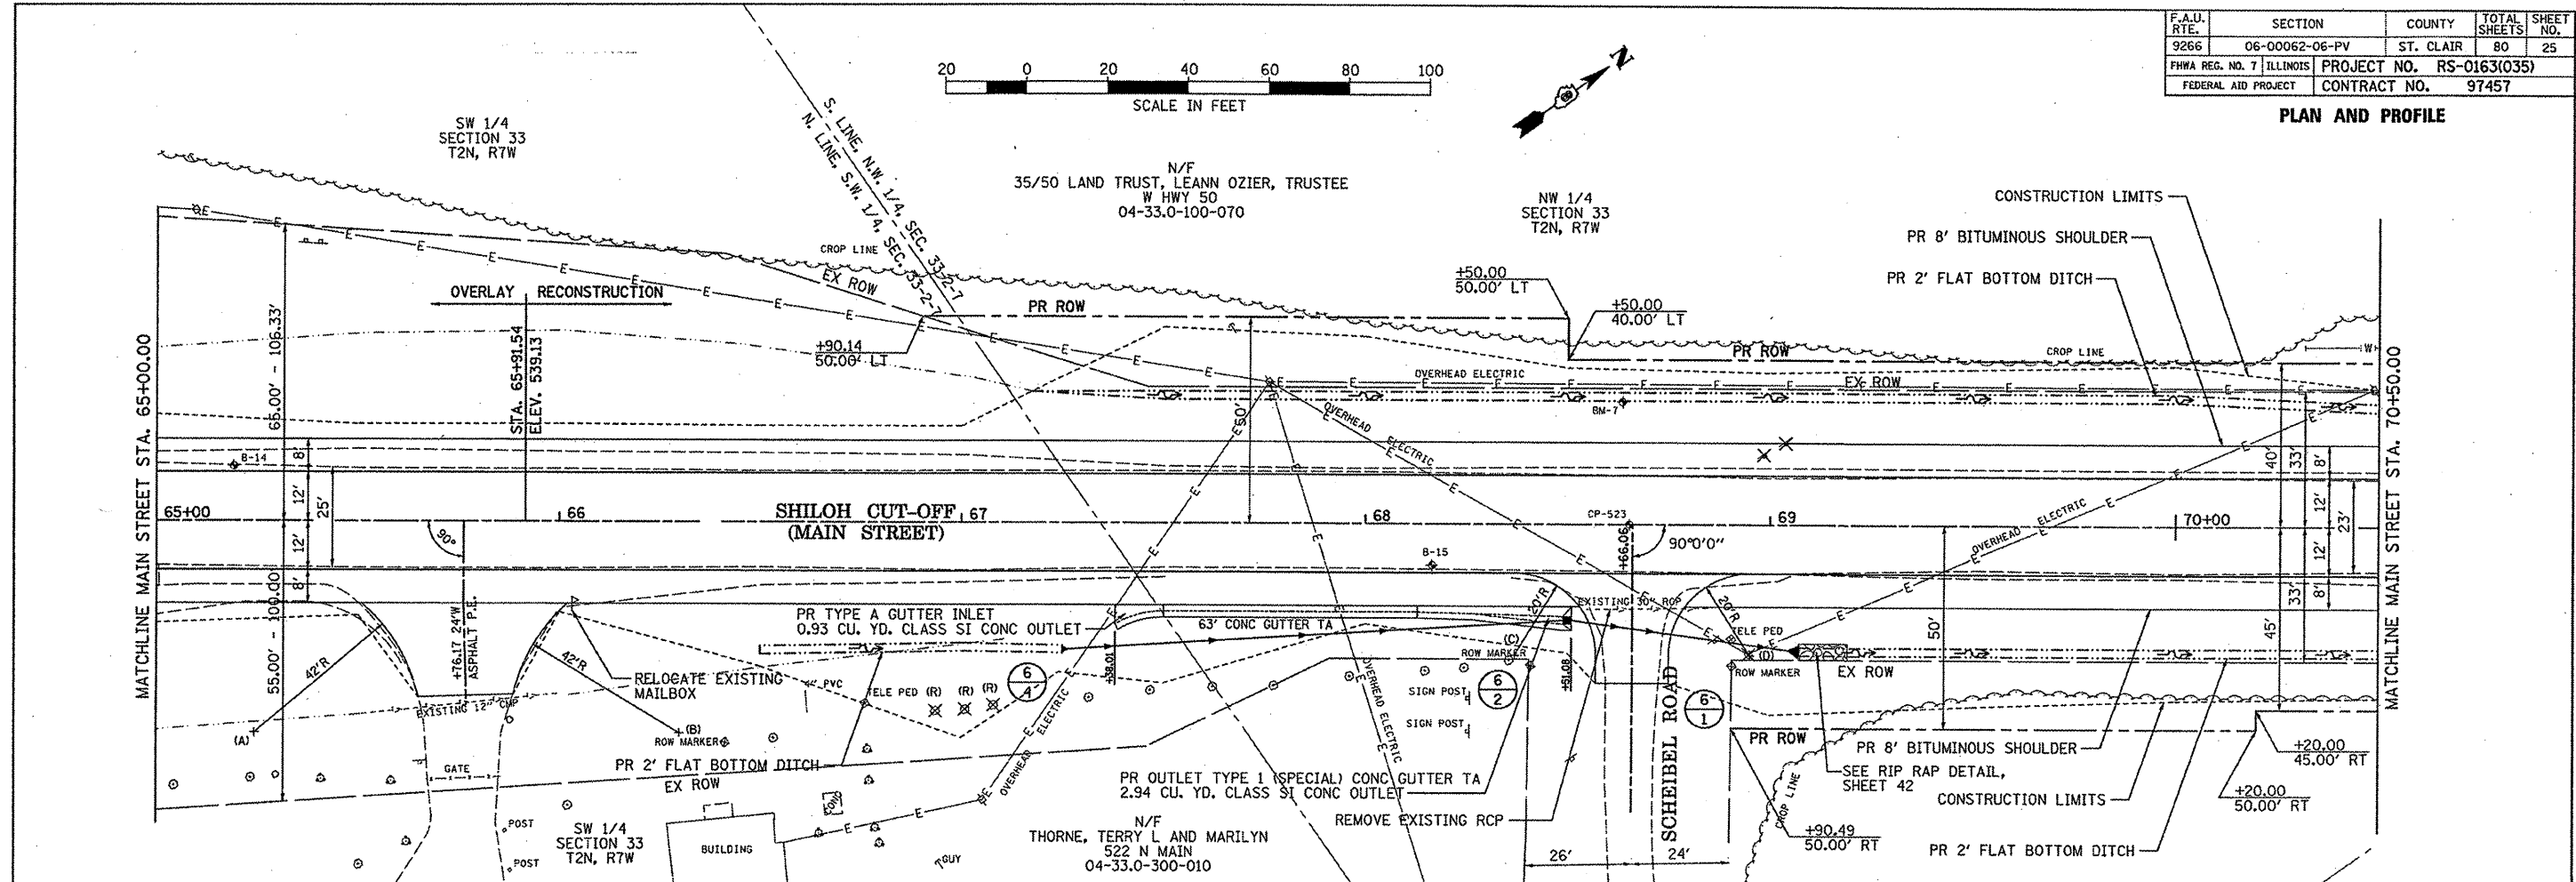 F.A.U. RTE. SECTION COUNTY TOTAL SHEETS SHEET NO.
9266 06-00062-06-PV ST. CLAIR 80 25
FHWA REG. NO. 7 ILLINOIS PROJECT NO. RS-0163(035)
FEDERAL AID PROJECT CONTRACT NO. 97457
PLAN AND PROFILE
20 0 20 40 60 80 100
SCALE IN FEET
N
SW 1/4
SECTION 33
T2N, R7W
S. LINE, N.W. 1/4, SEC. 33-2-7
N. LINE, S.W. 1/4, SEC. 33-2-7
N/F
35/50 LAND TRUST, LEANN OZIER, TRUSTEE
W HWY 50
04-33.0-100-070
NW 1/4
SECTION 33
T2N, R7W
CONSTRUCTION LIMITS
PR 8' BITUMINOUS SHOULDER
PR 2' FLAT BOTTOM DITCH
CROP LINE
EX ROW
OVERLAY RECONSTRUCTION
PR ROW
+50.00
50.00' LT
+50.00
40.00' LT
+90.14
50.00' LT
PR ROW
CROP LINE
W
OVERHEAD ELECTRIC
EX ROW
BM-7
OVERHEAD ELECTRIC
50'
MATCHLINE MAIN STREET STA. 65+00.00
65.00' - 106.33'
STA. 65+91.54
ELEV. 539.13
B-14
8'
12'
25'
12'
8'
55.00' - 100.00'
65+00
66
67
68
69
70+00
SHILOH CUT-OFF
(MAIN STREET)
CP-523
+66.06
90°0'0"
90°
B-15
OVERHEAD ELECTRIC
40'
33'
8'
12'
23'
12'
8'
33'
45'
50'
MATCHLINE MAIN STREET STA. 70+50.00
+76.17 24'W
ASPHALT P.E.
42'R
42'R
PR TYPE A GUTTER INLET
0.93 CU. YD. CLASS SI CONC OUTLET
63' CONC GUTTER TA
EXISTING 30" RCP
20'R
20'R
TELE PED
(C)
(D)
ROW MARKER
ROW MARKER
EX ROW
RELOCATE EXISTING
MAILBOX
EXISTING 12" CMP
4" PVC
TELE PED (R) (R) (R)
6
4
+38.01
+51.08
SIGN POST
SIGN POST
6
2
6
1
(A)
(B)
ROW MARKER
GATE
PR 2' FLAT BOTTOM DITCH
EX ROW
OVERHEAD ELECTRIC
OVERHEAD ELECTRIC
SCHEIBEL ROAD
PR ROW
PR 8' BITUMINOUS SHOULDER
SEE RIP RAP DETAIL,
SHEET 42
CONSTRUCTION LIMITS
+20.00
45.00' RT
+20.00
50.00' RT
PR OUTLET TYPE 1 (SPECIAL) CONC GUTTER TA
2.94 CU. YD. CLASS SI CONC OUTLET
REMOVE EXISTING RCP
CROP LINE
+90.49
50.00' RT
PR 2' FLAT BOTTOM DITCH
26'
24'
POST
POST
SW 1/4
SECTION 33
T2N, R7W
BUILDING
CONC
GUY
N/F
THORNE, TERRY L AND MARILYN
522 N MAIN
04-33.0-300-010